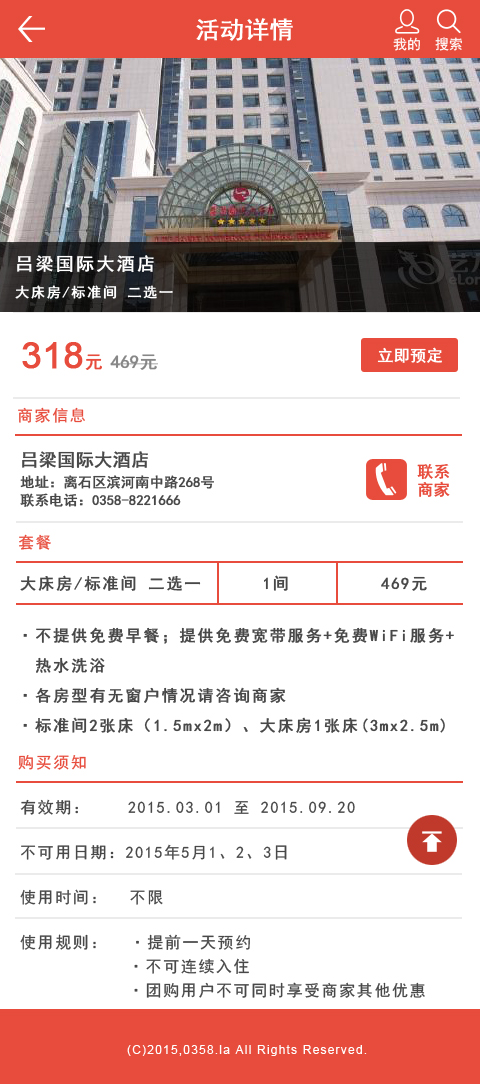 活动详情
我的 搜索
吕梁国际大酒店
大床房/标准间 二选一
318元 469元
立即预定
商家信息
吕梁国际大酒店
地址：离石区滨河南中路268号
联系电话：0358-8221666
联系
商家
套餐
大床房/标准间 二选一 1间 469元
·不提供免费早餐；提供免费宽带服务+免费WiFi服务+
热水洗浴
·各房型有无窗户情况请咨询商家
·标准间2张床（1.5mx2m）、大床房1张床(3mx2.5m)
购买须知
有效期： 2015.03.01 至 2015.09.20
不可用日期：2015年5月1、2、3日
使用时间： 不限
使用规则： ·提前一天预约
·不可连续入住
·团购用户不可同时享受商家其他优惠
(C)2015,0358.la All Rights Reserved.